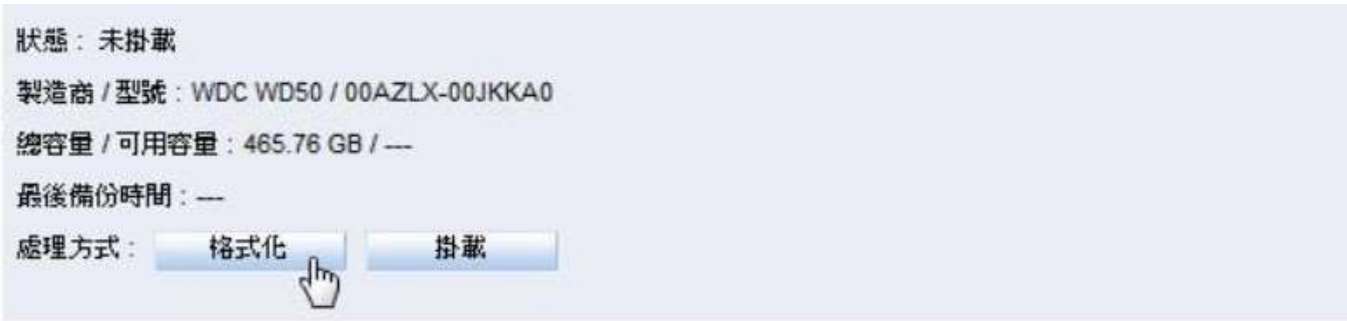 狀態： 未掛載
製造商 / 型號：WDC WD50 / 00AZLX-00JKKA0
總容量 / 可用容量：465.76 GB / ---
最後備份時間：---
處理方式： 格式化 掛載